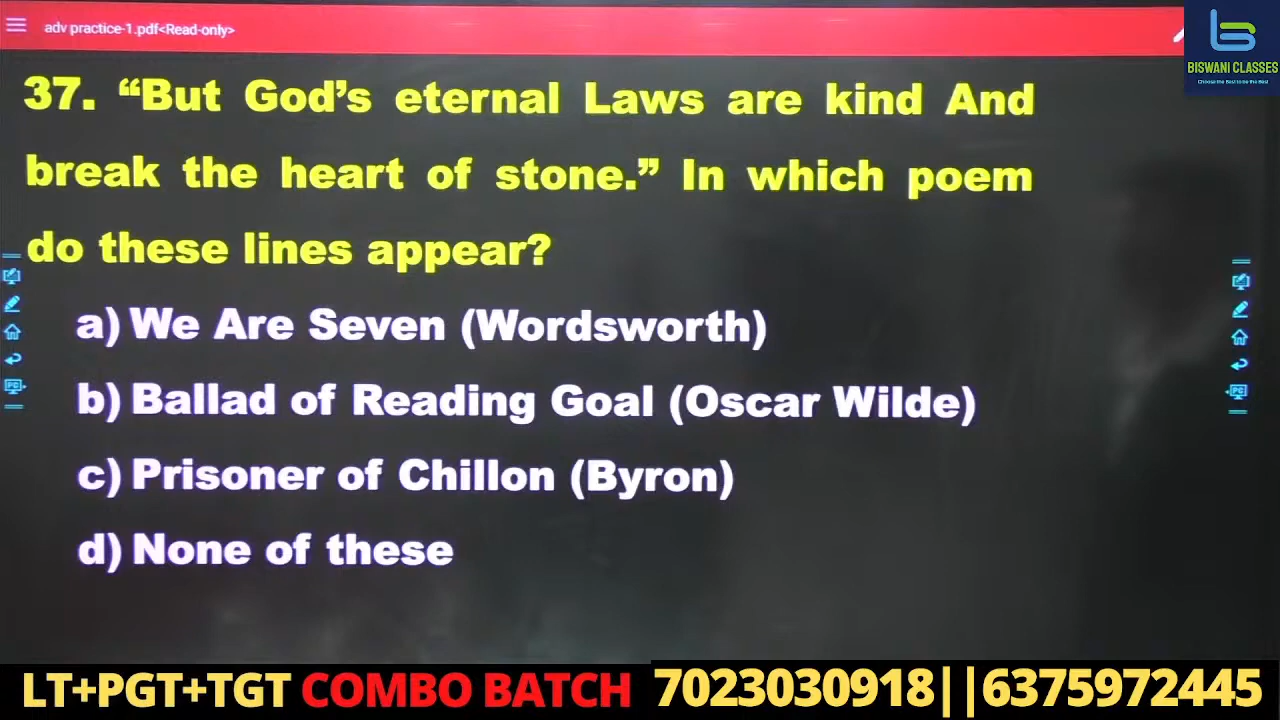 adv practice-1.pdf<Read-only>
BISWANI CLASSES
37. “But God’s eternal Laws are kind And
break the heart of stone.” In which poem
do these lines appear?
a) We Are Seven (Wordsworth)
b) Ballad of Reading Goal (Oscar Wilde)
c) Prisoner of Chillon (Byron)
d) None of these
LT+PGT+TGT COMBO BATCH 7023030918||6375972445